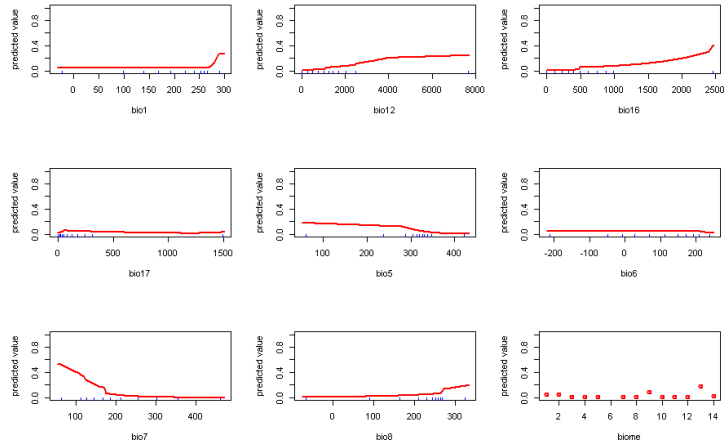 predicted value
0.0 0.4 0.8
0 50 100 150 200 250 300
bio1
predicted value
0.0 0.4 0.8
0 2000 4000 6000 8000
bio12
predicted value
0.0 0.4 0.8
0 500 1000 1500 2000 2500
bio16
predicted value
0.0 0.4 0.8
0 500 1000 1500
bio17
predicted value
0.0 0.4 0.8
100 200 300 400
bio5
predicted value
0.0 0.4 0.8
-200 -100 0 100 200
bio6
predicted value
0.0 0.4 0.8
100 200 300 400
bio7
predicted value
0.0 0.4 0.8
0 100 200 300
bio8
predicted value
0.0 0.4 0.8
2 4 6 8 10 12 14
biome